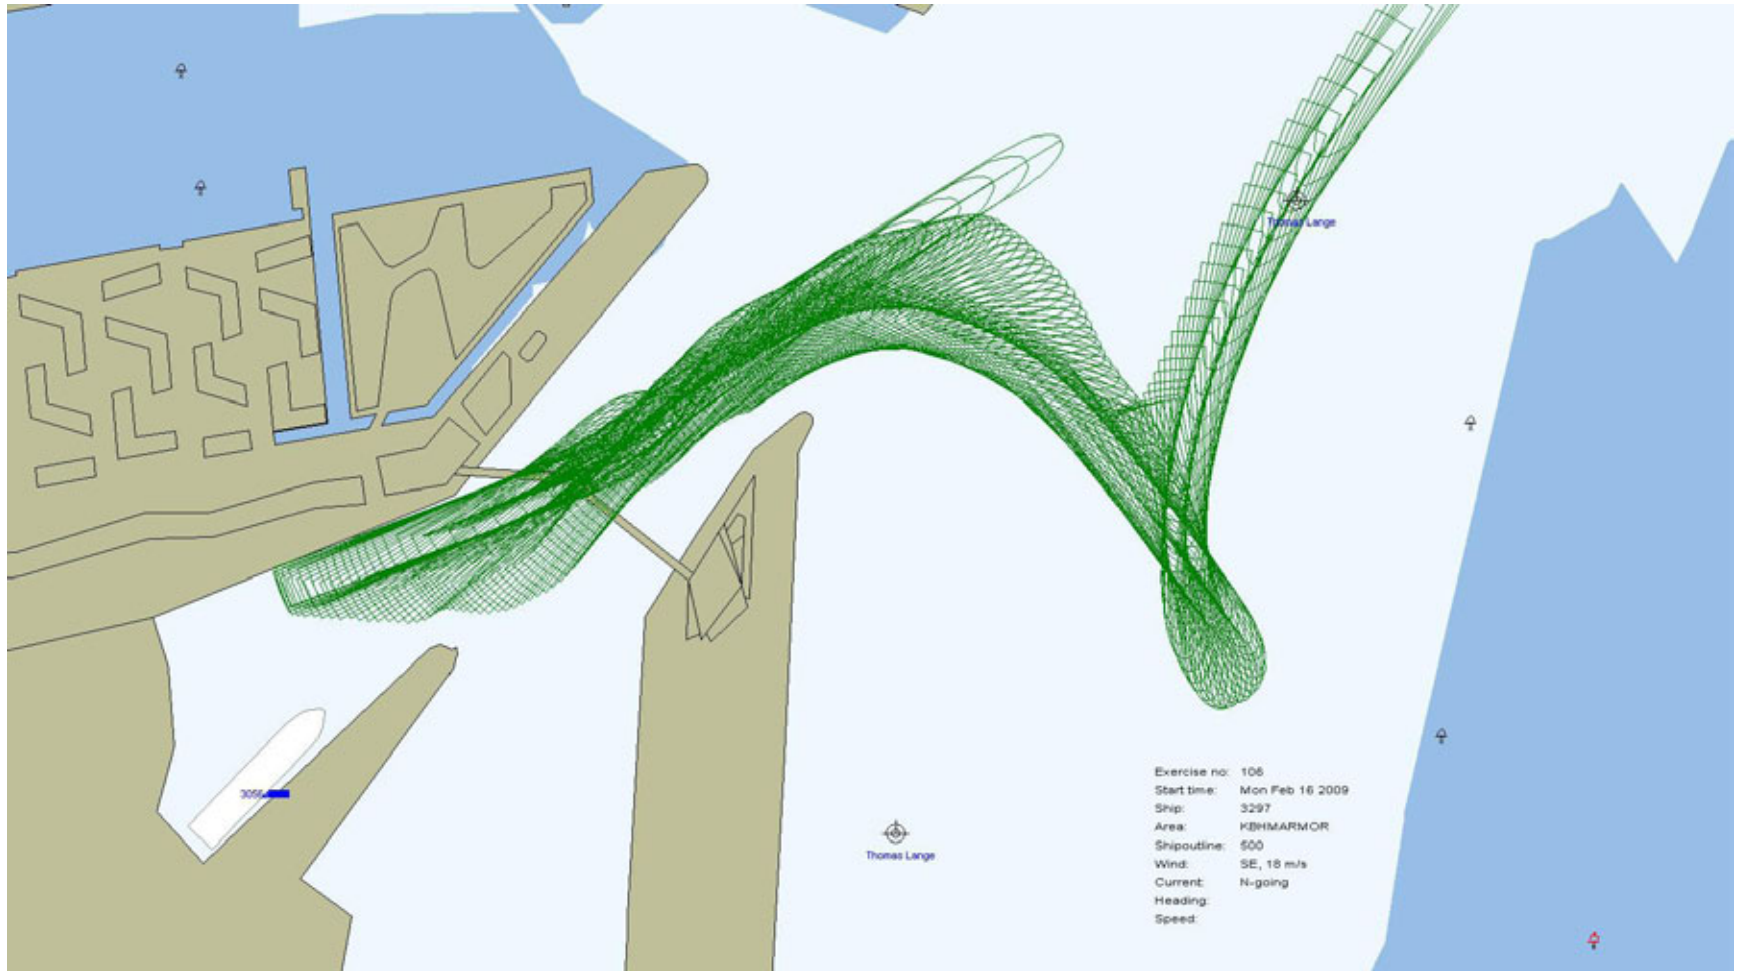 Thomas Lange
3056
Thomas Lange
Exercise no: 106
Start time: Mon Feb 16 2009
Ship: 3297
Area: KBHMARMOR
Shipoutline: 500
Wind: SE, 18 m/s
Current: N-going
Heading:
Speed: